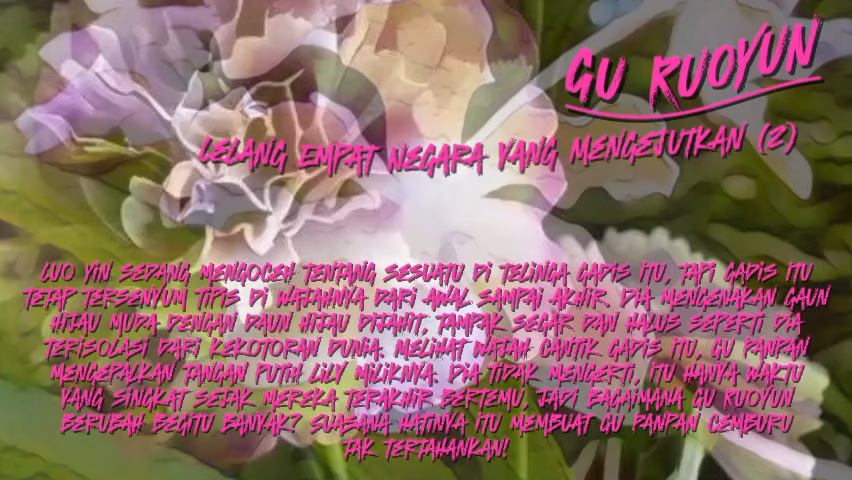 GU RUOYUN
LELANG EMPAT NEGARA YANG MENGEJUTKAN (2)
LUO YIN SEDANG MENGOCEH TENTANG SESUATU DI TELINGA GADIS ITU, TAPI GADIS ITU
TETAP TERSENYUM TIPIS DI WAJAHNYA DARI AWAL SAMPAI AKHIR. DIA MENGENAKAN GAUN
HIJAU MUDA DENGAN DAUN HIJAU DIJAHIT, TAMPAK SEGAR DAN HALUS SEPERTI DIA
TERISOLASI DARI KEKOTORAN DUNIA. MELIHAT WAJAH CANTIK GADIS ITU, GU PANPAN
MENGEPALKAN TANGAN PUTIH LILY MILIKNYA. DIA TIDAK MENGERTI, ITU HANYA WAKTU
YANG SINGKAT SEJAK MEREKA TERAKHIR BERTEMU, JADI BAGAIMANA GU RUOYUN
BERUBAH BEGITU BANYAK? SUASANA HATINYA ITU MEMBUAT GU PANPAN CEMBURU
TAK TERTAHANKAN!